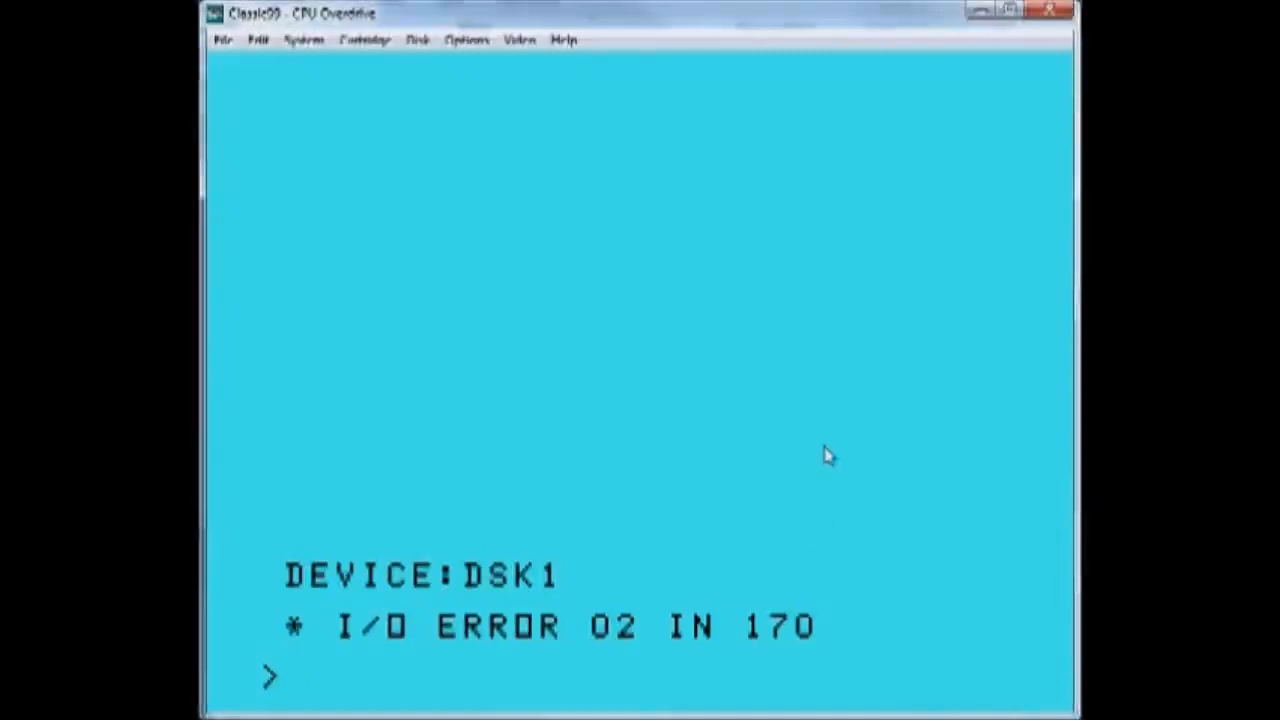 Classic99 - CPU Overdrive
File Edit System Cartridge Disk Options Video Help
DEVICE:DSK1
* I/O ERROR 02 IN 170
>